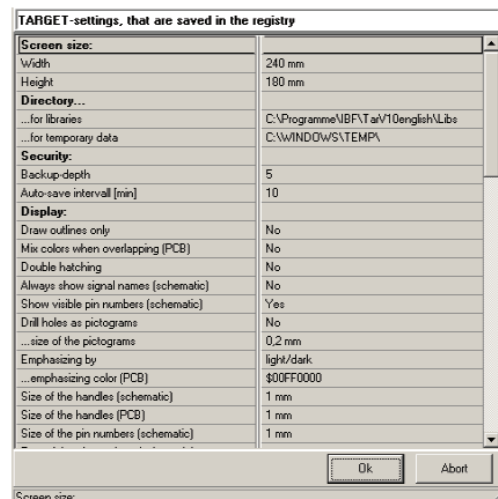 TARGET-settings, that are saved in the registry
Screen size:
Width 240 mm
Height 180 mm
Directory...
...for libraries C:\Programme\IBF\TarV10english\Libs
...for temporary data C:\WINDOWS\TEMP\
Security:
Backup-depth 5
Auto-save intervall [min] 10
Display:
Draw outlines only No
Mix colors when overlapping (PCB) No
Double hatching No
Always show signal names (schematic) No
Show visible pin numbers (schematic) Yes
Drill holes as pictograms No
...size of the pictograms 0,2 mm
Emphasizing by light/dark
...emphasizing color (PCB) $00FF0000
Size of the handles (schematic) 1 mm
Size of the handles (PCB) 1 mm
Size of the pin numbers (schematic) 1 mm
Ok Abort
Screen size: